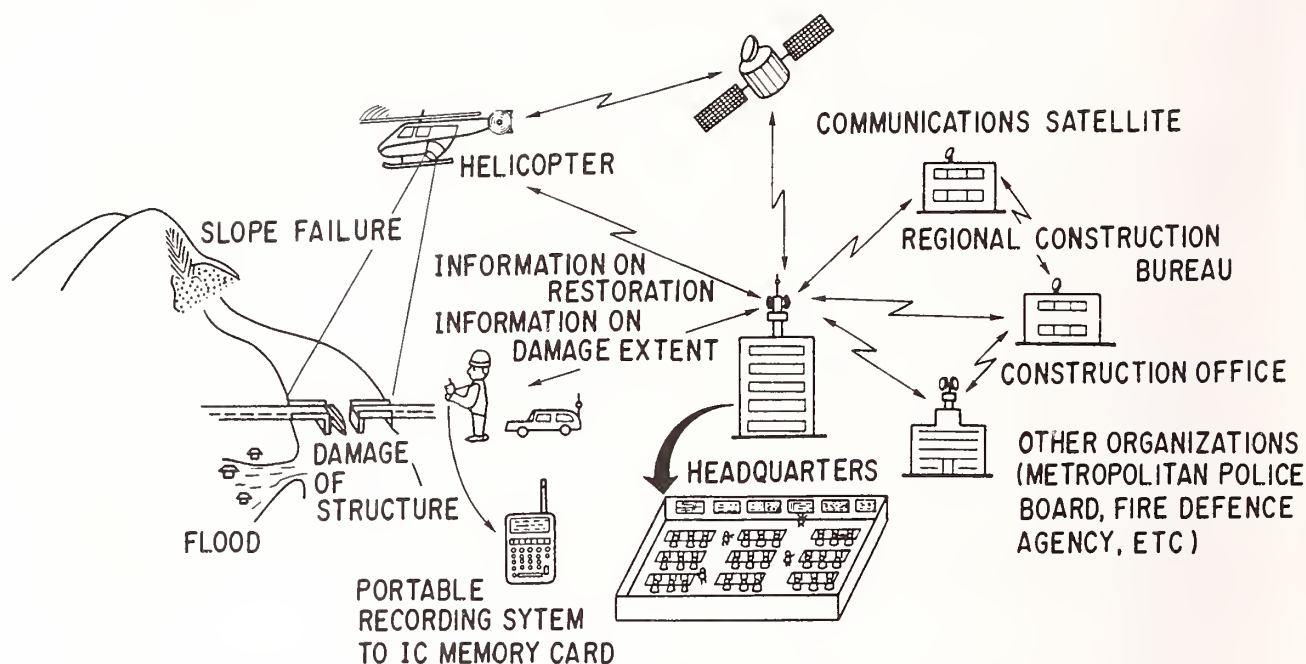 COMMUNICATIONS SATELLITE
HELICOPTER
SLOPE FAILURE
REGIONAL CONSTRUCTION
BUREAU
INFORMATION ON
RESTORATION
INFORMATION ON
DAMAGE EXTENT
CONSTRUCTION OFFICE
DAMAGE
OF
STRUCTURE
FLOOD
HEADQUARTERS
OTHER ORGANIZATIONS
(METROPOLITAN POLICE
BOARD, FIRE DEFENCE
AGENCY, ETC)
PORTABLE
RECORDING SYTEM
TO IC MEMORY CARD